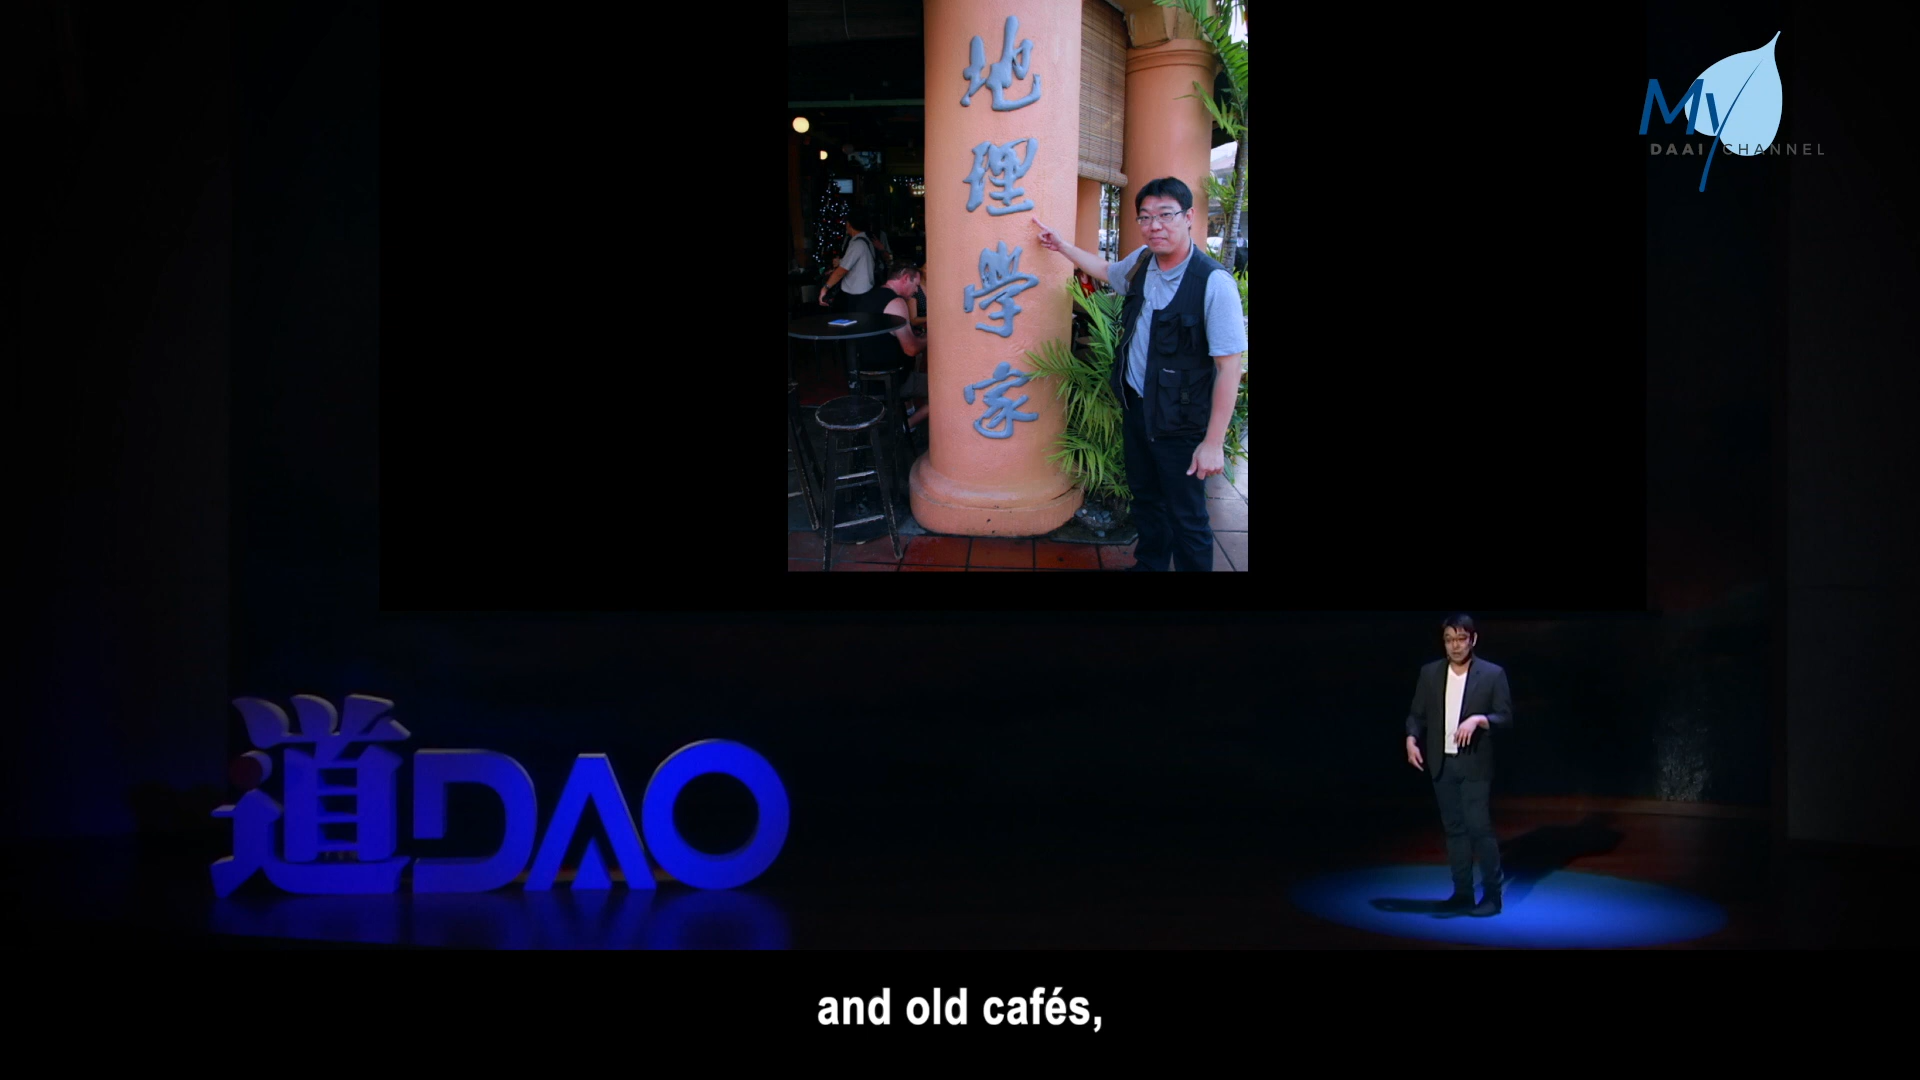 地理學家
My
DAAI CHANNEL
道DAO
and old cafés,